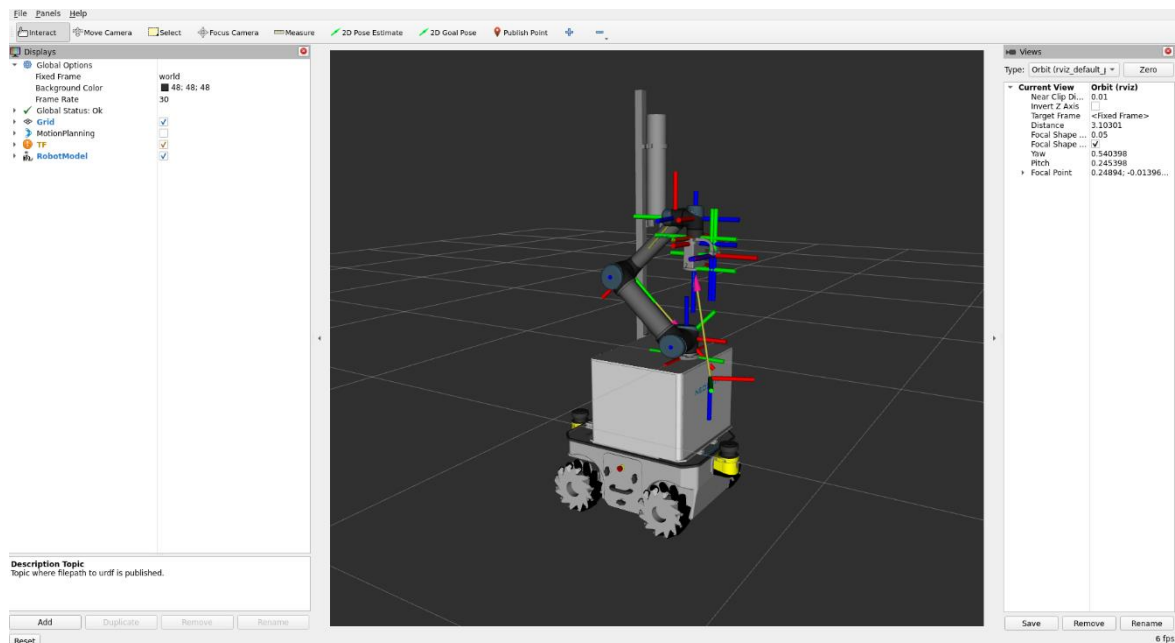 File Panels Help
Interact Move Camera Select Focus Camera Measure 2D Pose Estimate 2D Goal Pose Publish Point
Displays
Global Options
Fixed Frame world
Background Color 48; 48; 48
Frame Rate 30
Global Status: Ok
Grid
MotionPlanning
TF
RobotModel
Description Topic
Topic where filepath to urdf is published.
Add Duplicate Remove Rename
Reset
Views
Type: Orbit (rviz_default_ Zero
Current View Orbit (rviz)
Near Clip Di... 0.01
Invert Z Axis
Target Frame <Fixed Frame>
Distance 3.10301
Focal Shape ... 0.05
Focal Shape ...
Yaw 0.540398
Pitch 0.245398
Focal Point 0.24894; -0.01396...
Save Remove Rename
6 fps